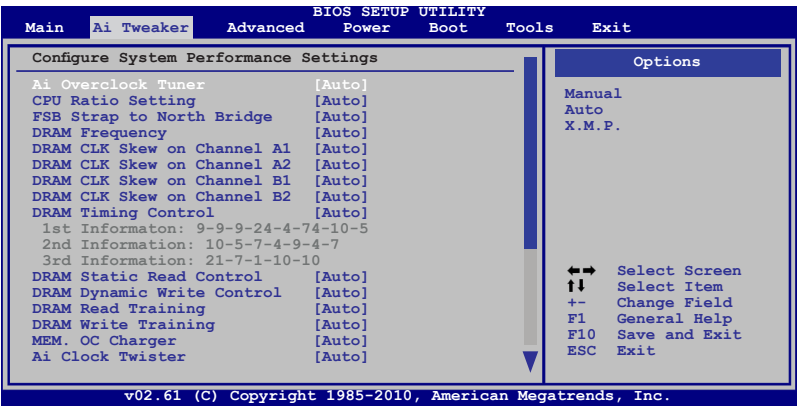 BIOS SETUP UTILITY
Main Ai Tweaker Advanced Power Boot Tools Exit
Configure System Performance Settings
Ai Overclock Tuner [Auto]
CPU Ratio Setting [Auto]
FSB Strap to North Bridge [Auto]
DRAM Frequency [Auto]
DRAM CLK Skew on Channel A1 [Auto]
DRAM CLK Skew on Channel A2 [Auto]
DRAM CLK Skew on Channel B1 [Auto]
DRAM CLK Skew on Channel B2 [Auto]
DRAM Timing Control [Auto]
1st Informaton: 9-9-9-24-4-74-10-5
2nd Information: 10-5-7-4-9-4-7
3rd Information: 21-7-1-10-10
DRAM Static Read Control [Auto]
DRAM Dynamic Write Control [Auto]
DRAM Read Training [Auto]
DRAM Write Training [Auto]
MEM. OC Charger [Auto]
Ai Clock Twister [Auto]
Options
Manual
Auto
X.M.P.
←→ Select Screen
↑↓ Select Item
+- Change Field
F1 General Help
F10 Save and Exit
ESC Exit
v02.61 (C) Copyright 1985-2010, American Megatrends, Inc.